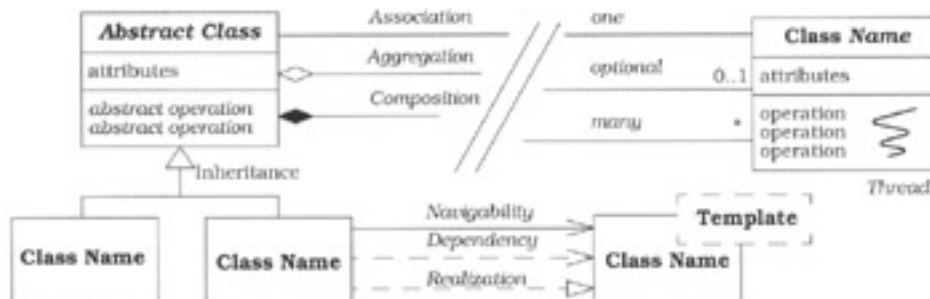 Abstract Class
attributes
abstract operation
abstract operation
Association
Aggregation
Composition
one
optional
0..1
many
*
Class Name
attributes
operation
operation
operation
Thread
Inheritance
Class Name
Class Name
Navigability
Dependency
Realization
Template
Class Name